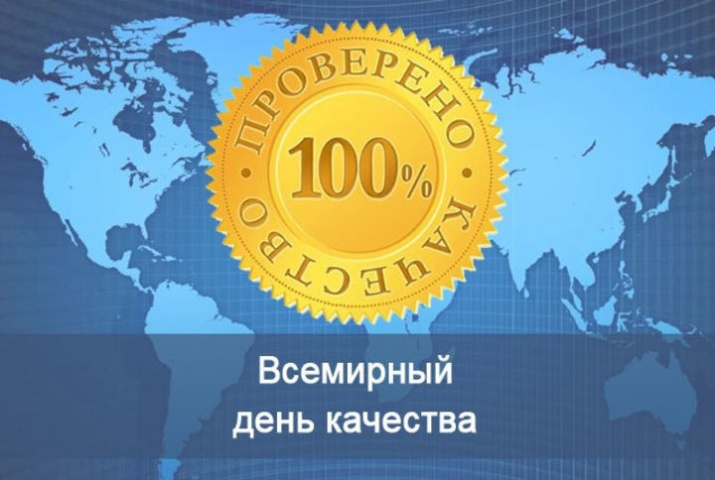 ПРОВЕРЕНО
100%
КАЧЕСТВО
Всемирный
день качества